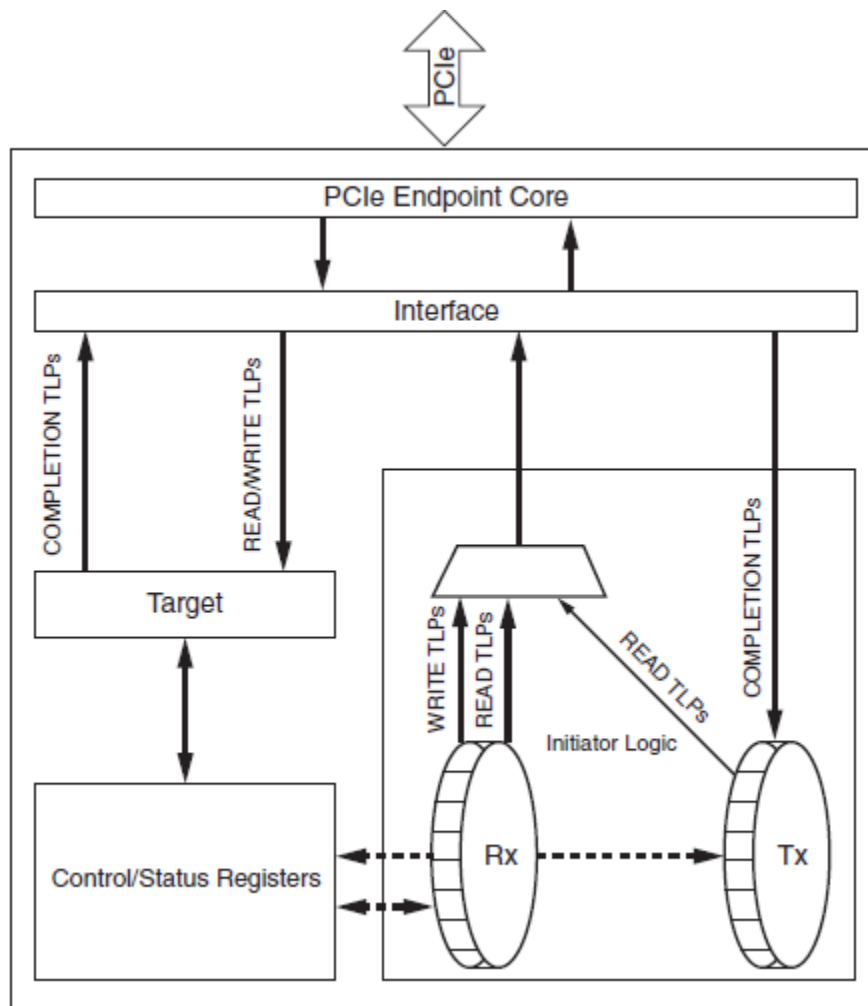 PCIe
PCIe Endpoint Core
Interface
COMPLETION TLPs
READ/WRITE TLPs
COMPLETION TLPs
Target
WRITE TLPs
READ TLPs
READ TLPs
Initiator Logic
Control/Status Registers
Rx
Tx